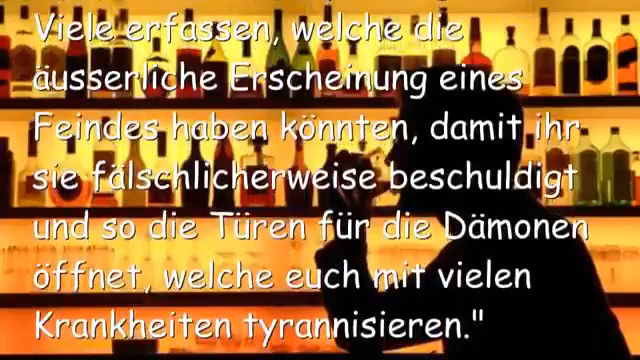 Viele erfassen, welche die
äusserliche Erscheinung eines
Feindes haben könnten, damit ihr
sie fälschlicherweise beschuldigt
und so die Türen für die Dämonen
öffnet, welche euch mit vielen
Krankheiten tyrannisieren."